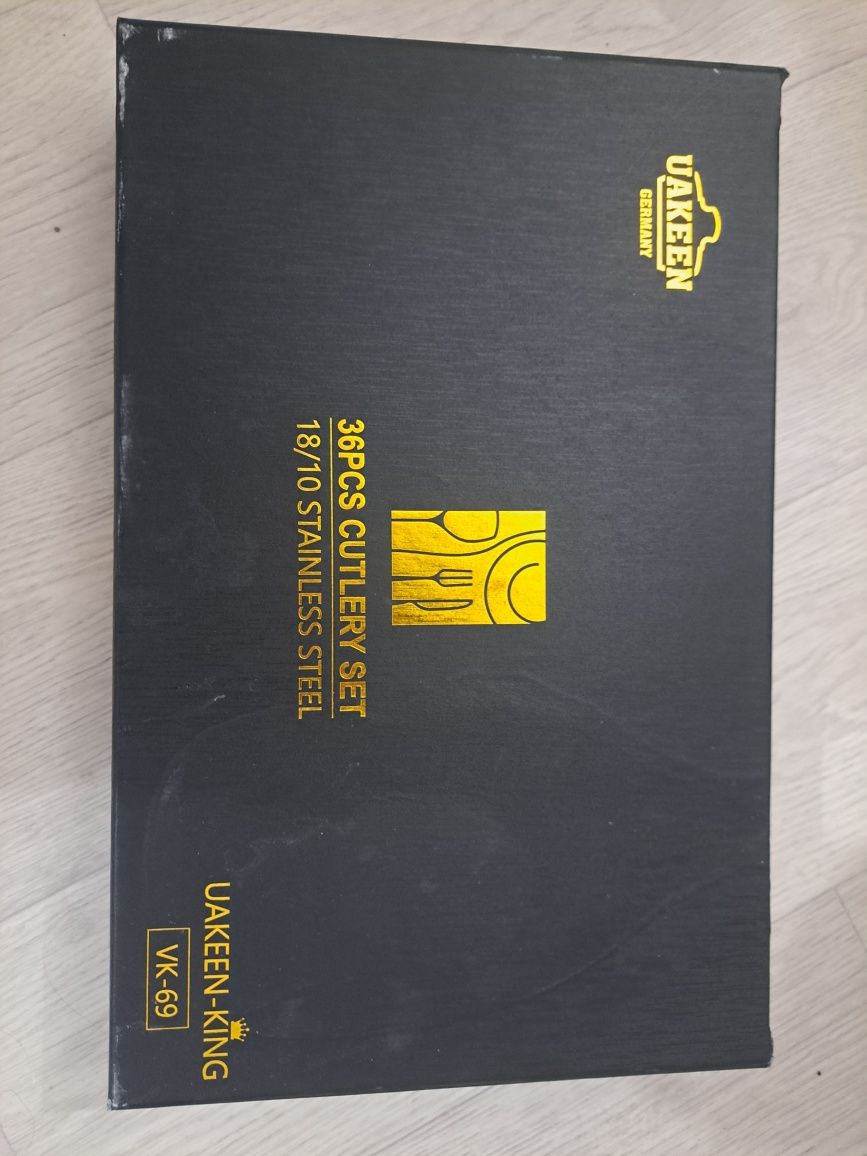 UAKEEN
GERMANY
36PCS CUTLERY SET
18/10 STAINLESS STEEL
UAKEEN-KING
VK-69